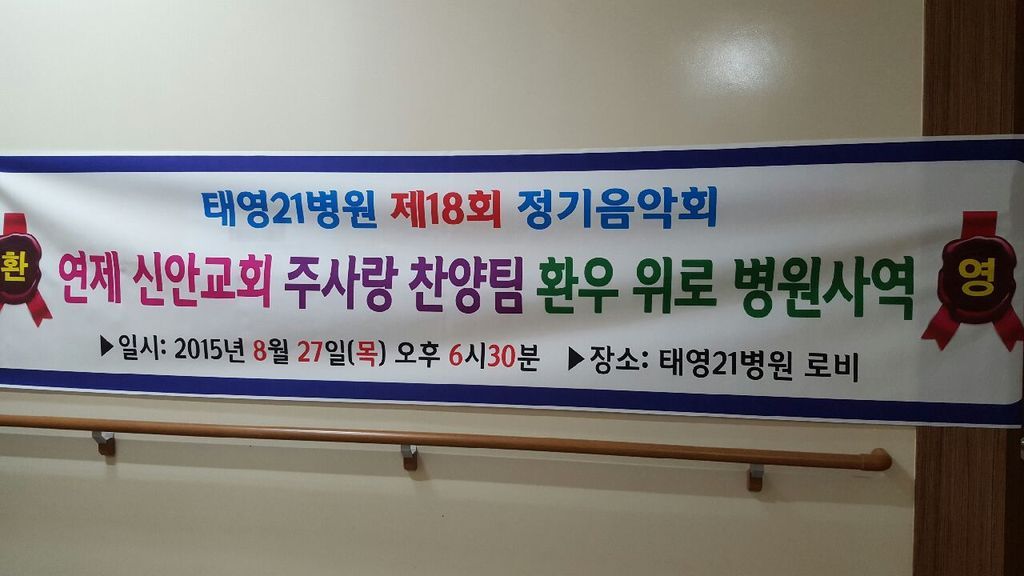 태영21병원 제18회 정기음악회
환 연제 신안교회 주사랑 찬양팀 환우 위로 병원사역 영
▶일시: 2015년 8월 27일(목) 오후 6시30분 ▶장소: 태영21병원 로비